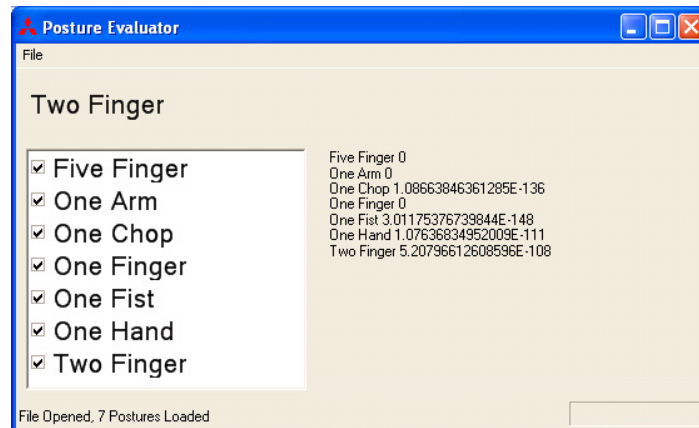 Posture Evaluator
File
Two Finger
Five Finger
One Arm
One Chop
One Finger
One Fist
One Hand
Two Finger
Five Finger 0
One Arm 0
One Chop 1.08663846361285E-136
One Finger 0
One Fist 3.01175376739844E-148
One Hand 1.07636834952009E-111
Two Finger 5.20796612608596E-108
File Opened, 7 Postures Loaded